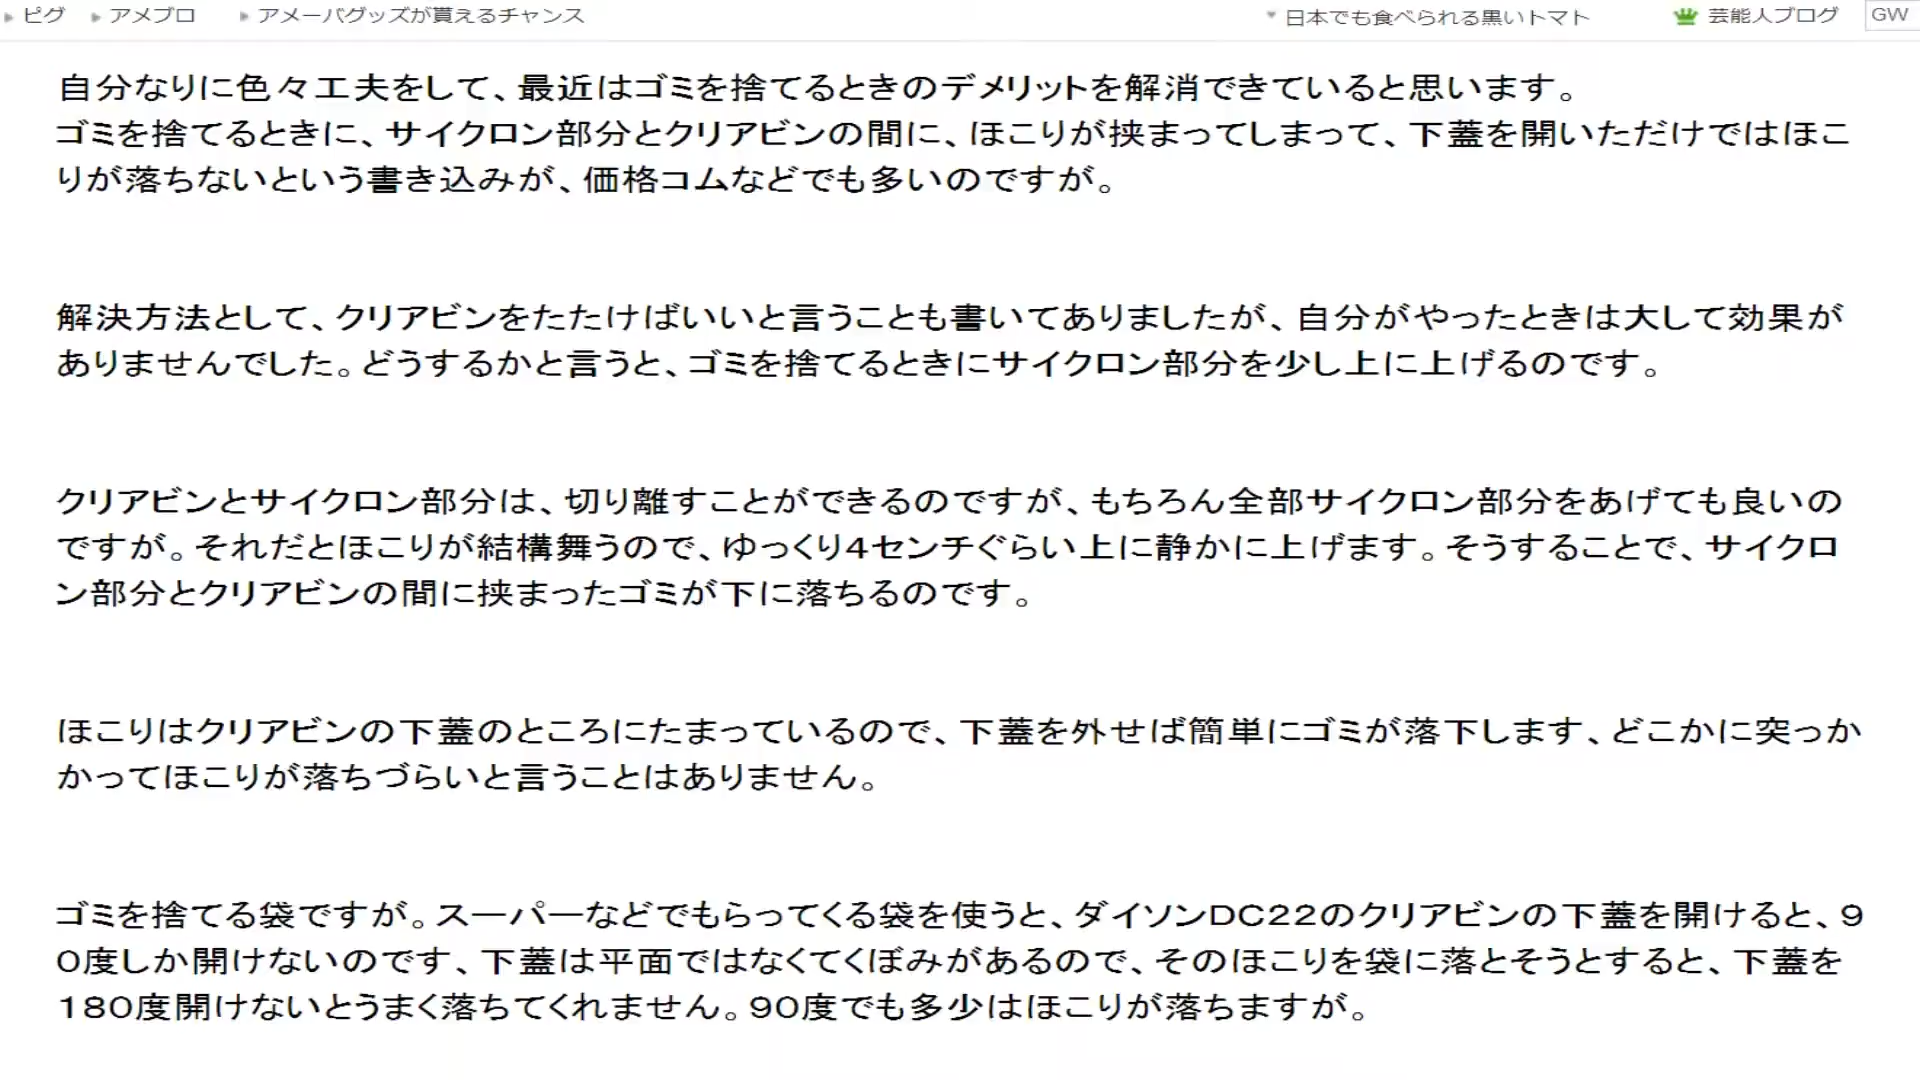 ピグ アメブロ アメーバグッズが貰えるチャンス 日本でも食べられる黒いトマト 芸能人ブログ GW
自分なりに色々工夫をして、最近はゴミを捨てるときのデメリットを解消できていると思います。
ゴミを捨てるときに、サイクロン部分とクリアビンの間に、ほこりが挟まってしまって、下蓋を開いただけではほこ
りが落ちないという書き込みが、価格コムなどでも多いのですが。
解決方法として、クリアビンをたたけばいいと言うことも書いてありましたが、自分がやったときは大して効果が
ありませんでした。どうするかと言うと、ゴミを捨てるときにサイクロン部分を少し上に上げるのです。
クリアビンとサイクロン部分は、切り離すことができるのですが、もちろん全部サイクロン部分をあげても良いの
ですが。それだとほこりが結構舞うので、ゆっくり4センチぐらい上に静かに上げます。そうすることで、サイクロ
ン部分とクリアビンの間に挟まったゴミが下に落ちるのです。
ほこりはクリアビンの下蓋のところにたまっているので、下蓋を外せば簡単にゴミが落下します、どこかに突っか
かってほこりが落ちづらいと言うことはありません。
ゴミを捨てる袋ですが。スーパーなどでもらってくる袋を使うと、ダイソンDC22のクリアビンの下蓋を開けると、9
0度しか開けないのです、下蓋は平面ではなくてくぼみがあるので、そのほこりを袋に落とそうとすると、下蓋を
180度開けないとうまく落ちてくれません。90度でも多少はほこりが落ちますが。